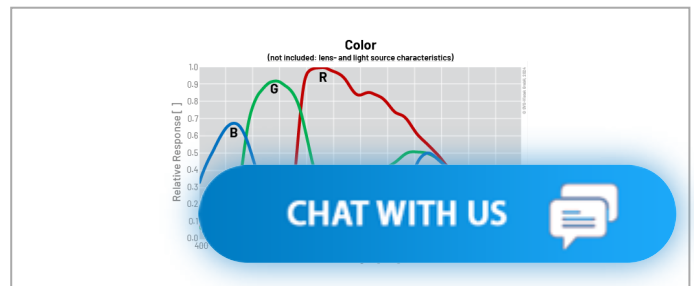 Color
(not included: lens- and light source characteristics)
1.0
0.9
0.8
0.7
0.6
0.5
0.4
0.3
0.2
0.1
0.0
400
Relative Response [ ]
B
G
R
CHAT WITH US